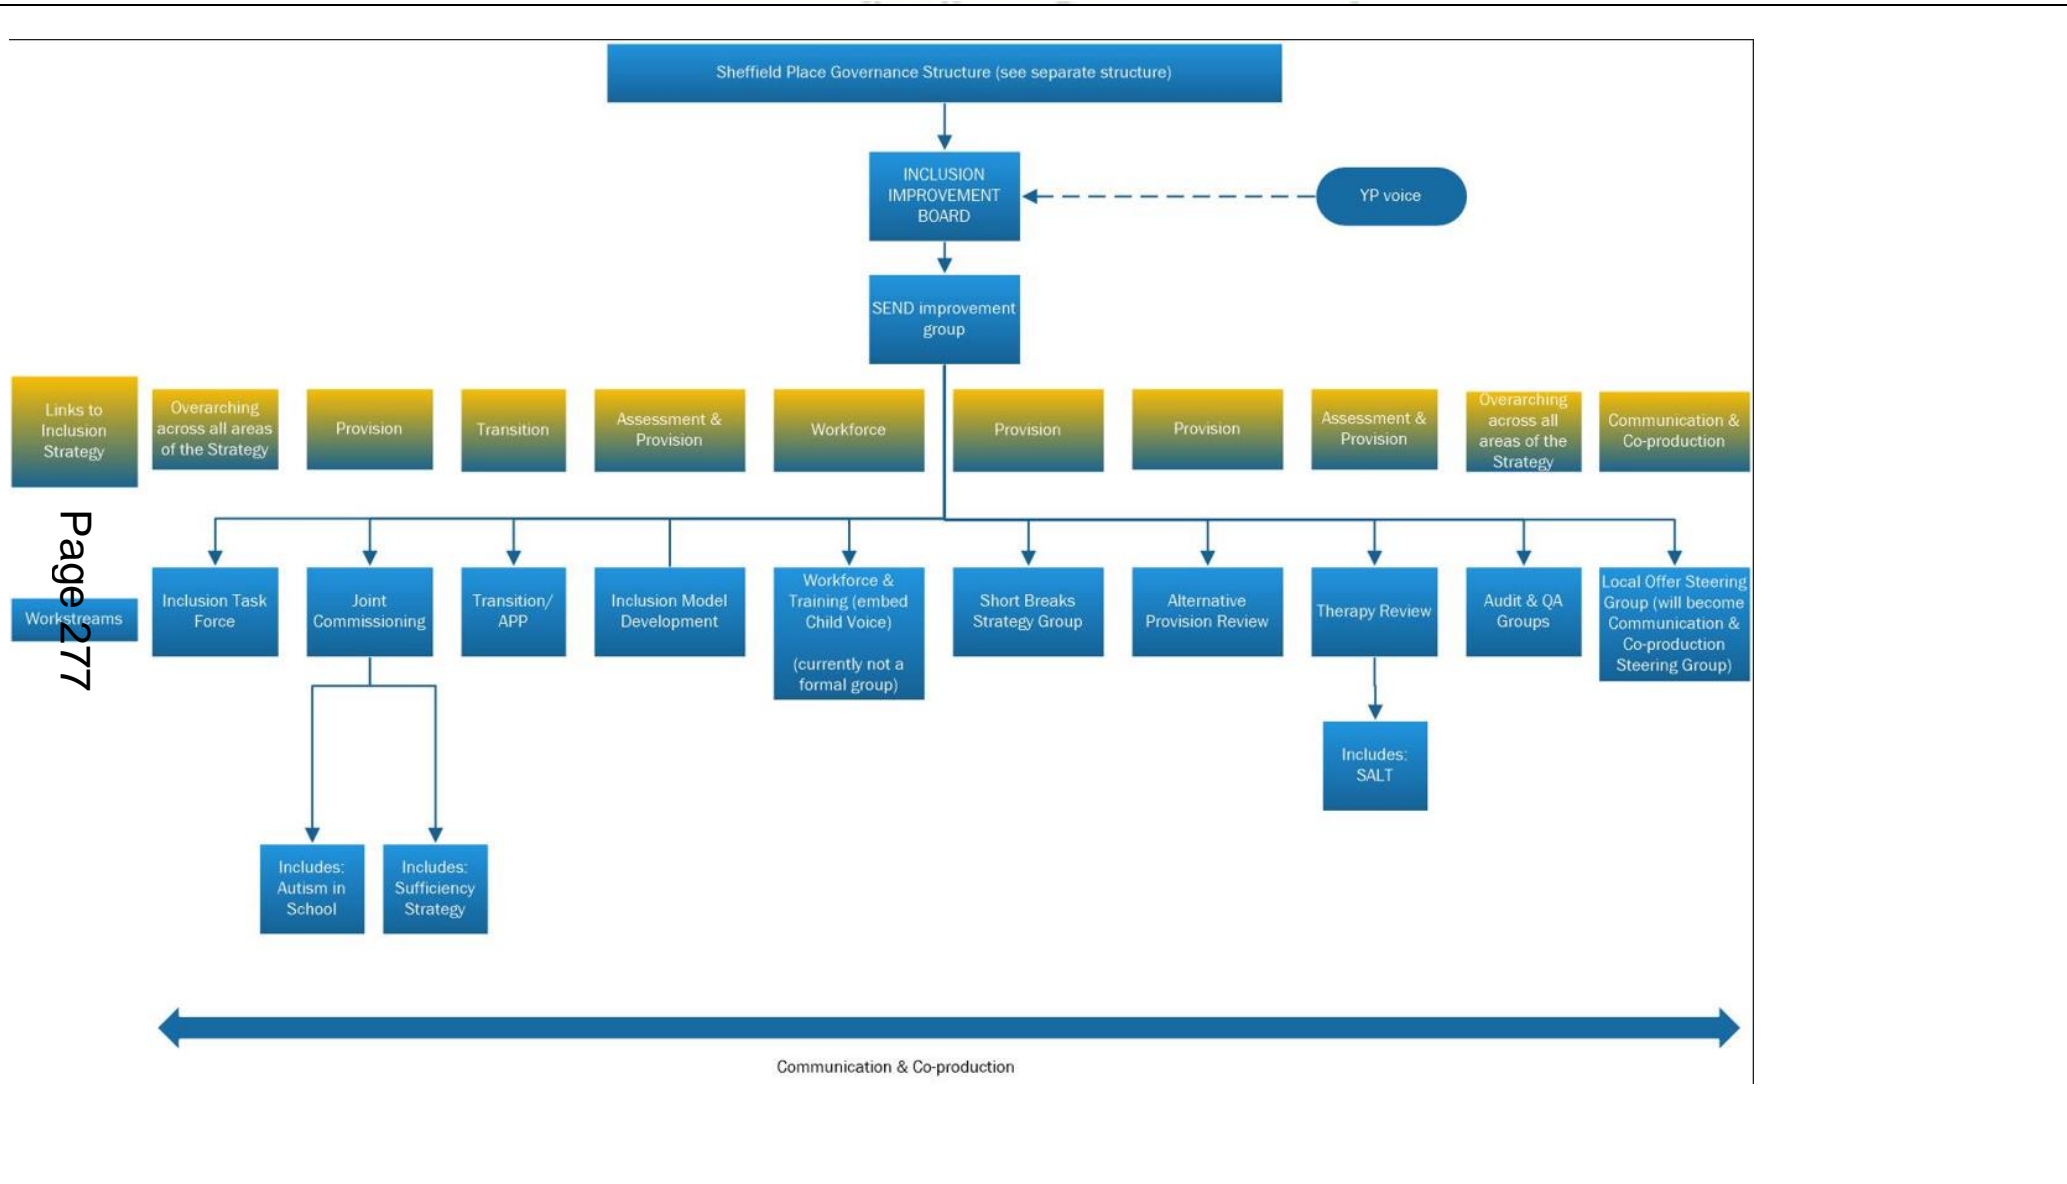 Sheffield Place Governance Structure (see separate structure)
INCLUSION
IMPROVEMENT
BOARD
YP voice
SEND improvement
group
Links to
Inclusion
Strategy
Overarching
across all areas
of the Strategy
Provision
Transition
Assessment &
Provision
Workforce
Provision
Provision
Assessment &
Provision
Overarching
across all
areas of the
Strategy
Communication &
Co-production
Page 277
Workstreams
Inclusion Task
Force
Joint
Commissioning
Transition/
APP
Inclusion Model
Development
Workforce &
Training (embed
Child Voice)
(currently not a
formal group)
Short Breaks
Strategy Group
Alternative
Provision Review
Therapy Review
Audit & QA
Groups
Local Offer Steering
Group (will become
Communication &
Co-production
Steering Group)
Includes:
SALT
Includes:
Autism in
School
Includes:
Sufficiency
Strategy
Communication & Co-production